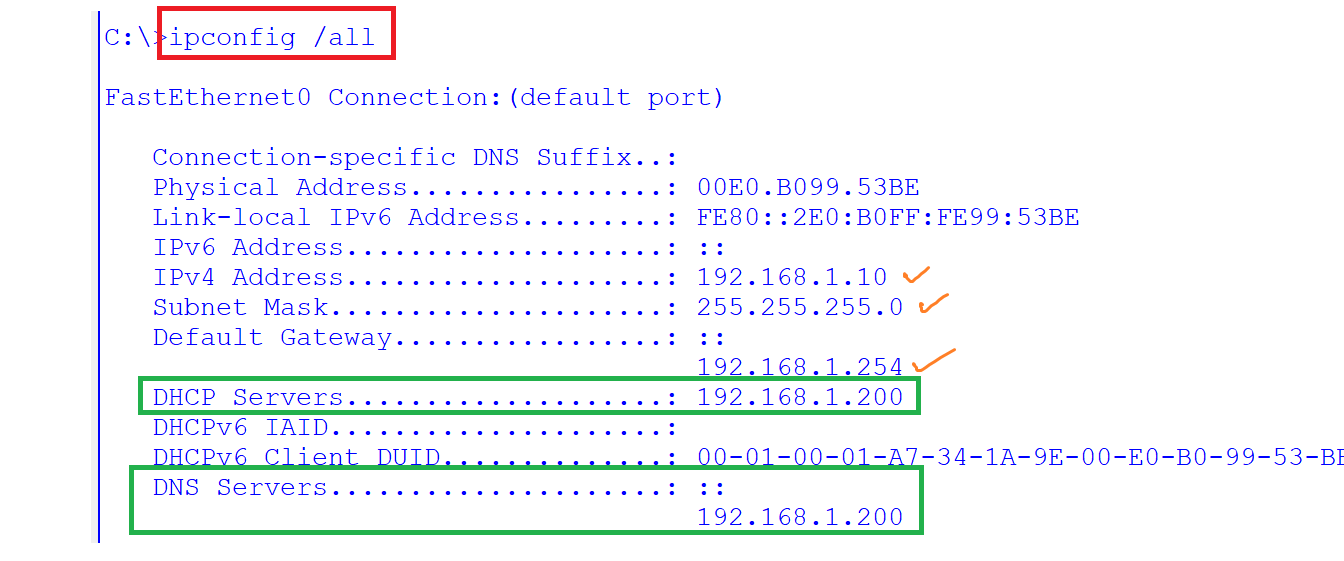 C:\>ipconfig /all
FastEthernet0 Connection:(default port)
Connection-specific DNS Suffix..:
Physical Address................: 00E0.B099.53BE
Link-local IPv6 Address.........: FE80::2E0:B0FF:FE99:53BE
IPv6 Address....................: ::
IPv4 Address....................: 192.168.1.10
Subnet Mask.....................: 255.255.255.0
Default Gateway.................: ::
192.168.1.254
DHCP Servers....................: 192.168.1.200
DHCPv6 IAID.....................:
DHCPv6 Client DUID..............: 00-01-00-01-A7-34-1A-9E-00-E0-B0-99-53-BE
DNS Servers.....................: ::
192.168.1.200